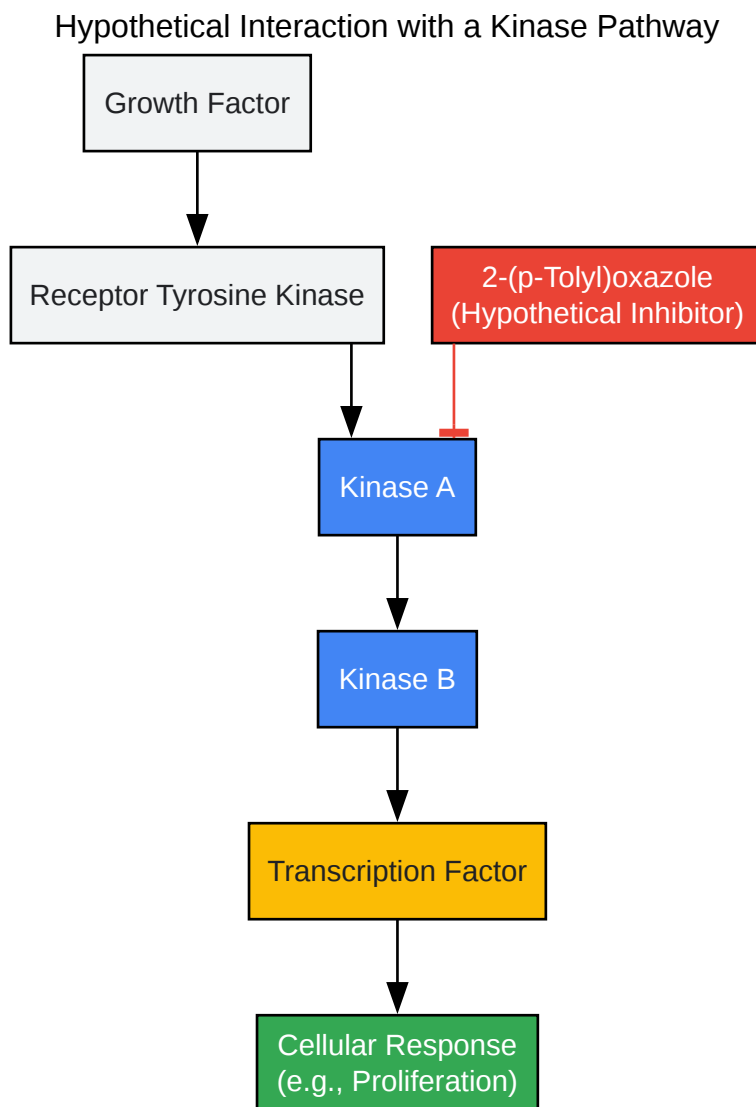 Hypothetical Interaction with a Kinase Pathway
Growth Factor
Receptor Tyrosine Kinase
2-(p-Tolyl)oxazole
(Hypothetical Inhibitor)
Kinase A
Kinase B
Transcription Factor
Cellular Response
(e.g., Proliferation)